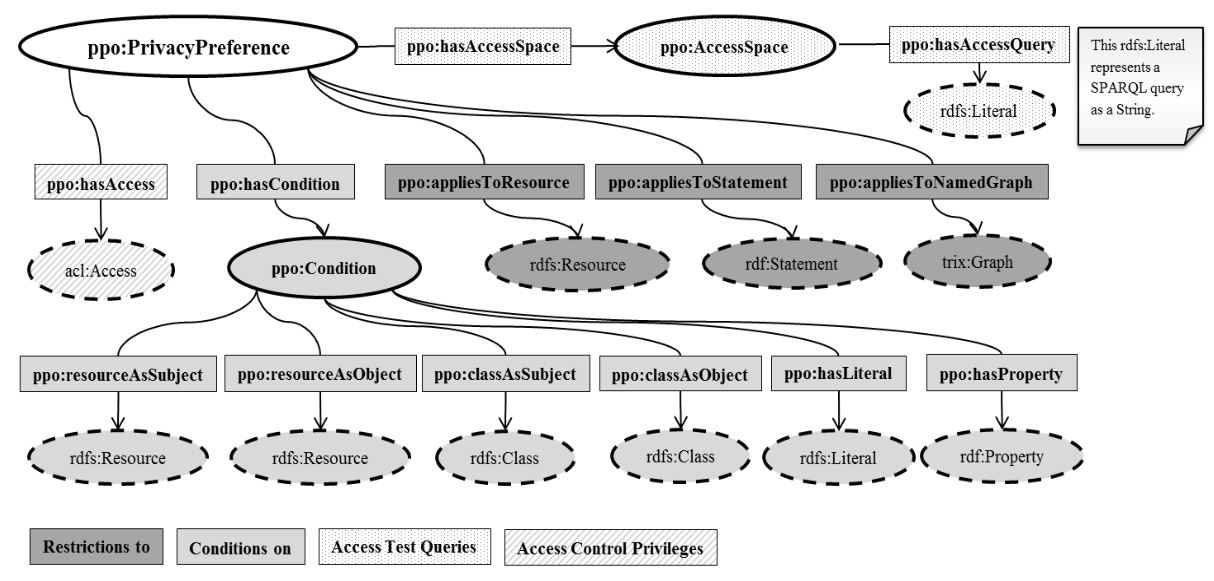 ppo:PrivacyPreference
ppo:hasAccessSpace
ppo:AccessSpace
ppo:hasAccessQuery
rdfs:Literal
This rdfs:Literal
represents a
SPARQL query
as a String.
ppo:hasAccess
ppo:hasCondition
ppo:appliesToResource
ppo:appliesToStatement
ppo:appliesToNamedGraph
acl:Access
ppo:Condition
rdfs:Resource
rdf:Statement
trix:Graph
ppo:resourceAsSubject
ppo:resourceAsObject
ppo:classAsSubject
ppo:classAsObject
ppo:hasLiteral
ppo:hasProperty
rdfs:Resource
rdfs:Resource
rdfs:Class
rdfs:Class
rdfs:Literal
rdf:Property
Restrictions to
Conditions on
Access Test Queries
Access Control Privileges